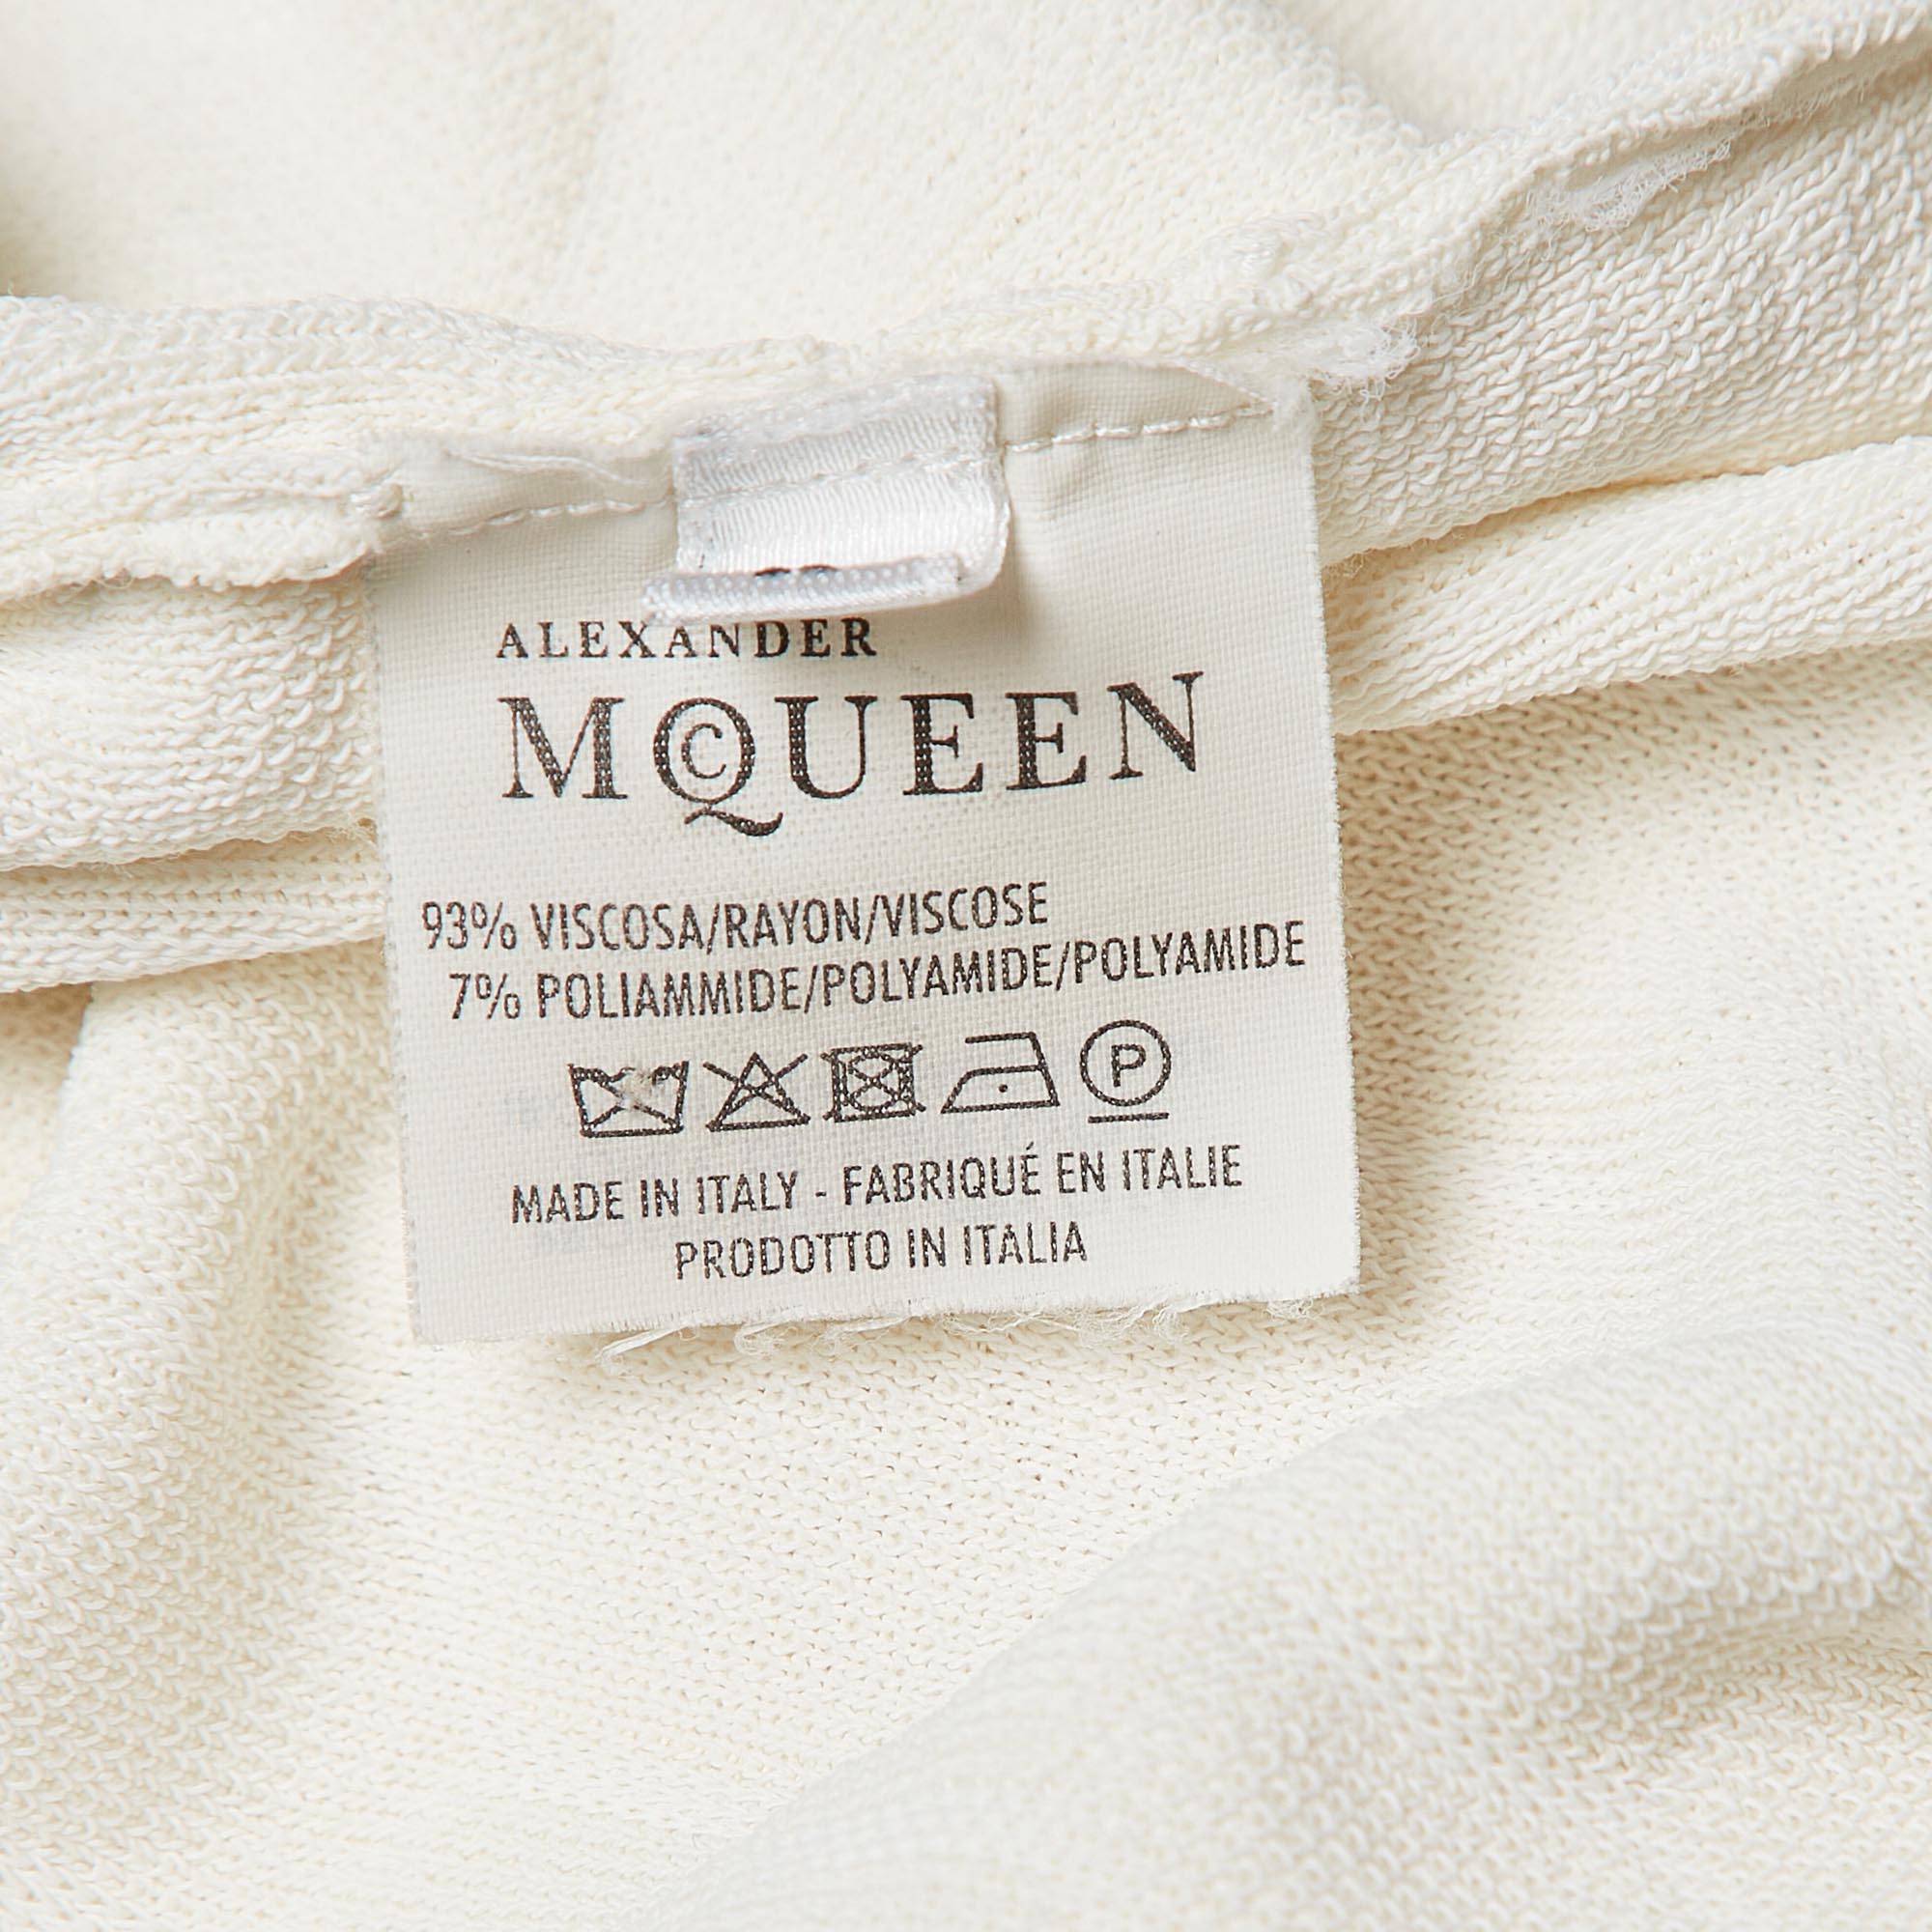 ALEXANDER
MCQUEEN
93% VISCOSA/RAYON/VISCOSE
7% POLIAMMIDE/POLYAMIDE/POLYAMIDE
P
MADE IN ITALY - FABRIQUÉ EN ITALIE
PRODOTTO IN ITALIA